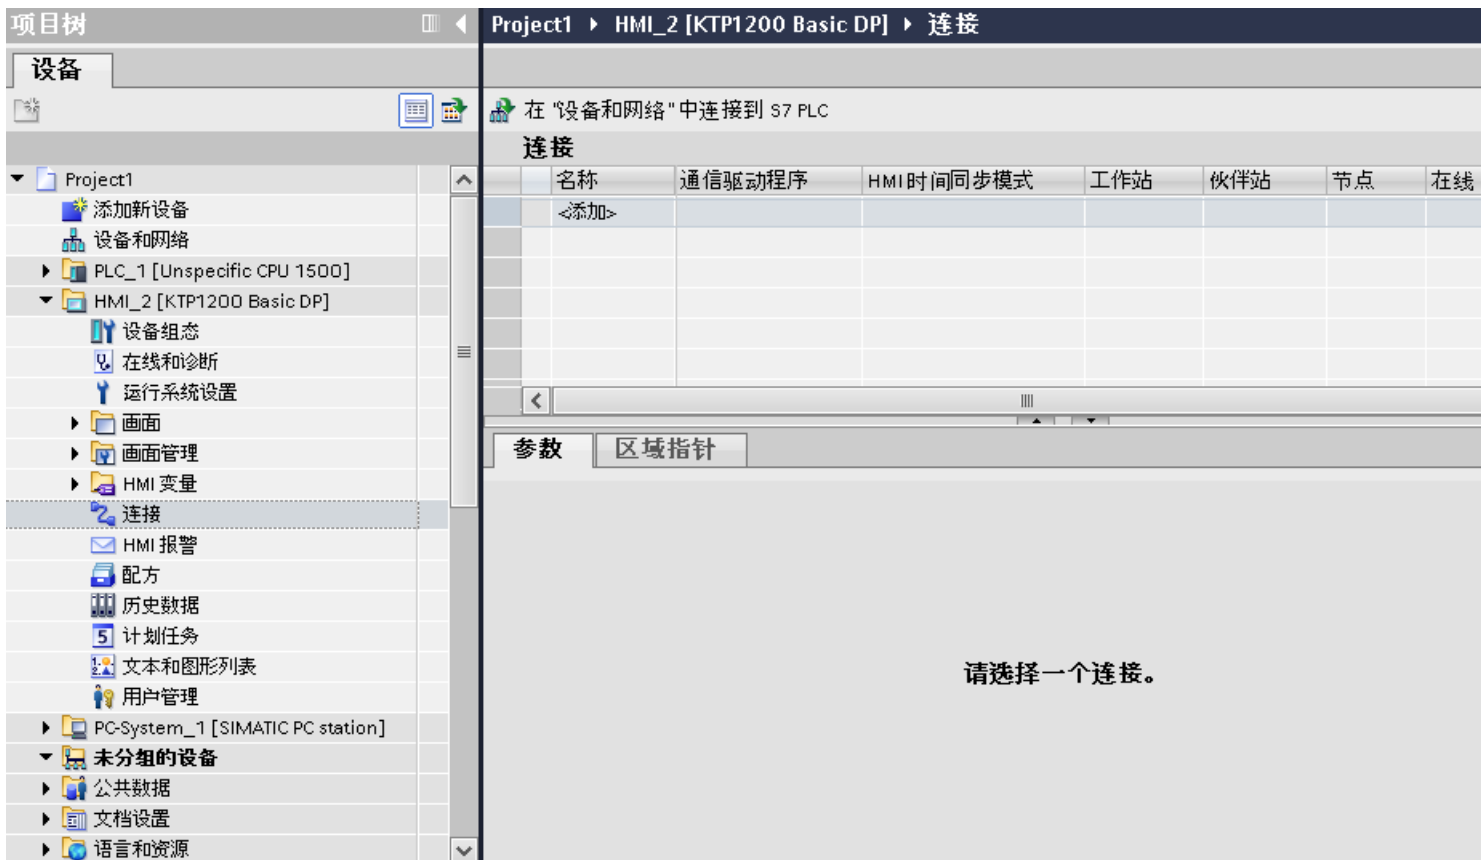 项目树
设备
Project1
添加新设备
设备和网络
PLC_1 [Unspecific CPU 1500]
HMI_2 [KTP1200 Basic DP]
设备组态
在线和诊断
运行系统设置
画面
画面管理
HMI 变量
连接
HMI 报警
配方
历史数据
计划任务
文本和图形列表
用户管理
PC-System_1 [SIMATIC PC station]
未分组的设备
公共数据
文档设置
语言和资源
Project1 HMI_2 [KTP1200 Basic DP] 连接
在 "设备和网络" 中连接到 S7 PLC
连接
名称 通信驱动程序 HMI时间同步模式 工作站 伙伴站 节点 在线
<添加>
参数 区域指针
请选择一个连接。